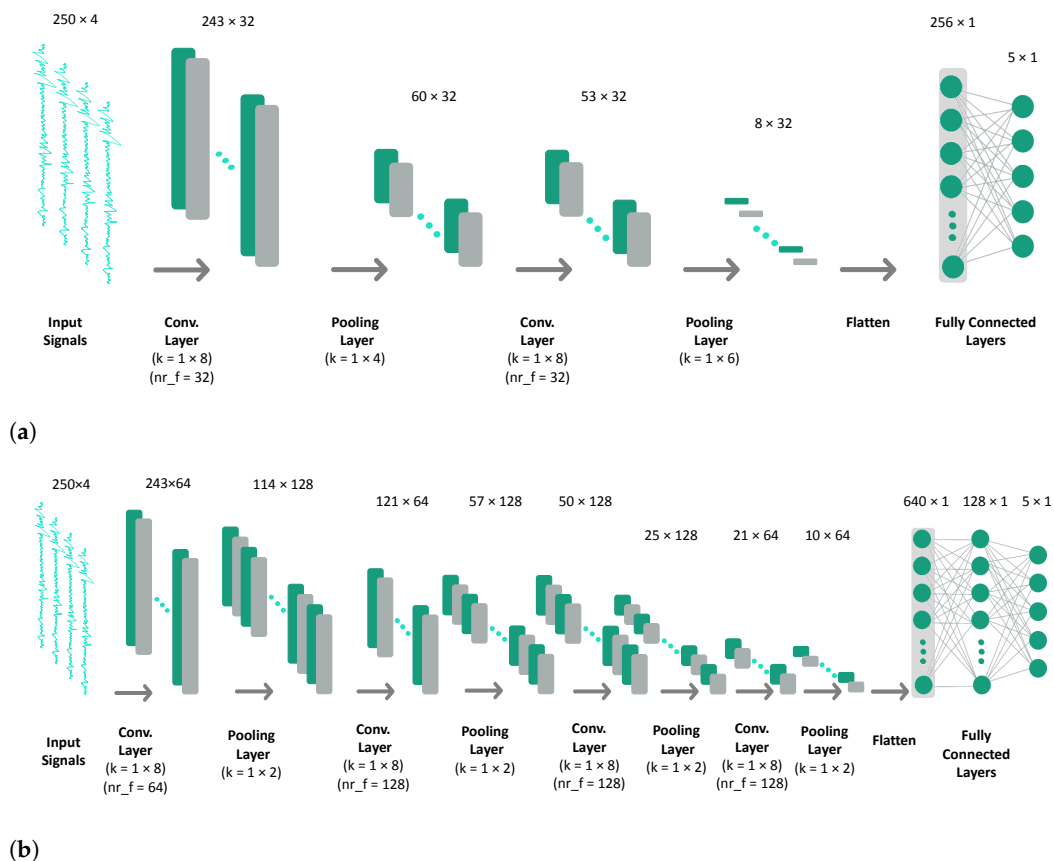 250 × 4
243 × 32
60 × 32
53 × 32
8 × 32
256 × 1
5 × 1
Input
Signals
Conv.
Layer
(k = 1 × 8)
(nr_f = 32)
Pooling
Layer
(k = 1 × 4)
Conv.
Layer
(k = 1 × 8)
(nr_f = 32)
Pooling
Layer
(k = 1 × 6)
Flatten
Fully Connected
Layers
(a)
250×4
243×64
114 × 128
121 × 64
57 × 128
50 × 128
25 × 128
21 × 64
10 × 64
640 × 1
128 × 1
5 × 1
Input
Signals
Conv.
Layer
(k = 1 × 8)
(nr_f = 64)
Pooling
Layer
(k = 1 × 2)
Conv.
Layer
(k = 1 × 8)
(nr_f = 128)
Pooling
Layer
(k = 1 × 2)
Conv.
Layer
(k = 1 × 8)
(nr_f = 128)
Pooling
Layer
(k = 1 × 2)
Conv.
Layer
(k = 1 × 8)
(nr_f = 128)
Pooling
Layer
(k = 1 × 2)
Flatten
Fully
Connected
Layers
(b)